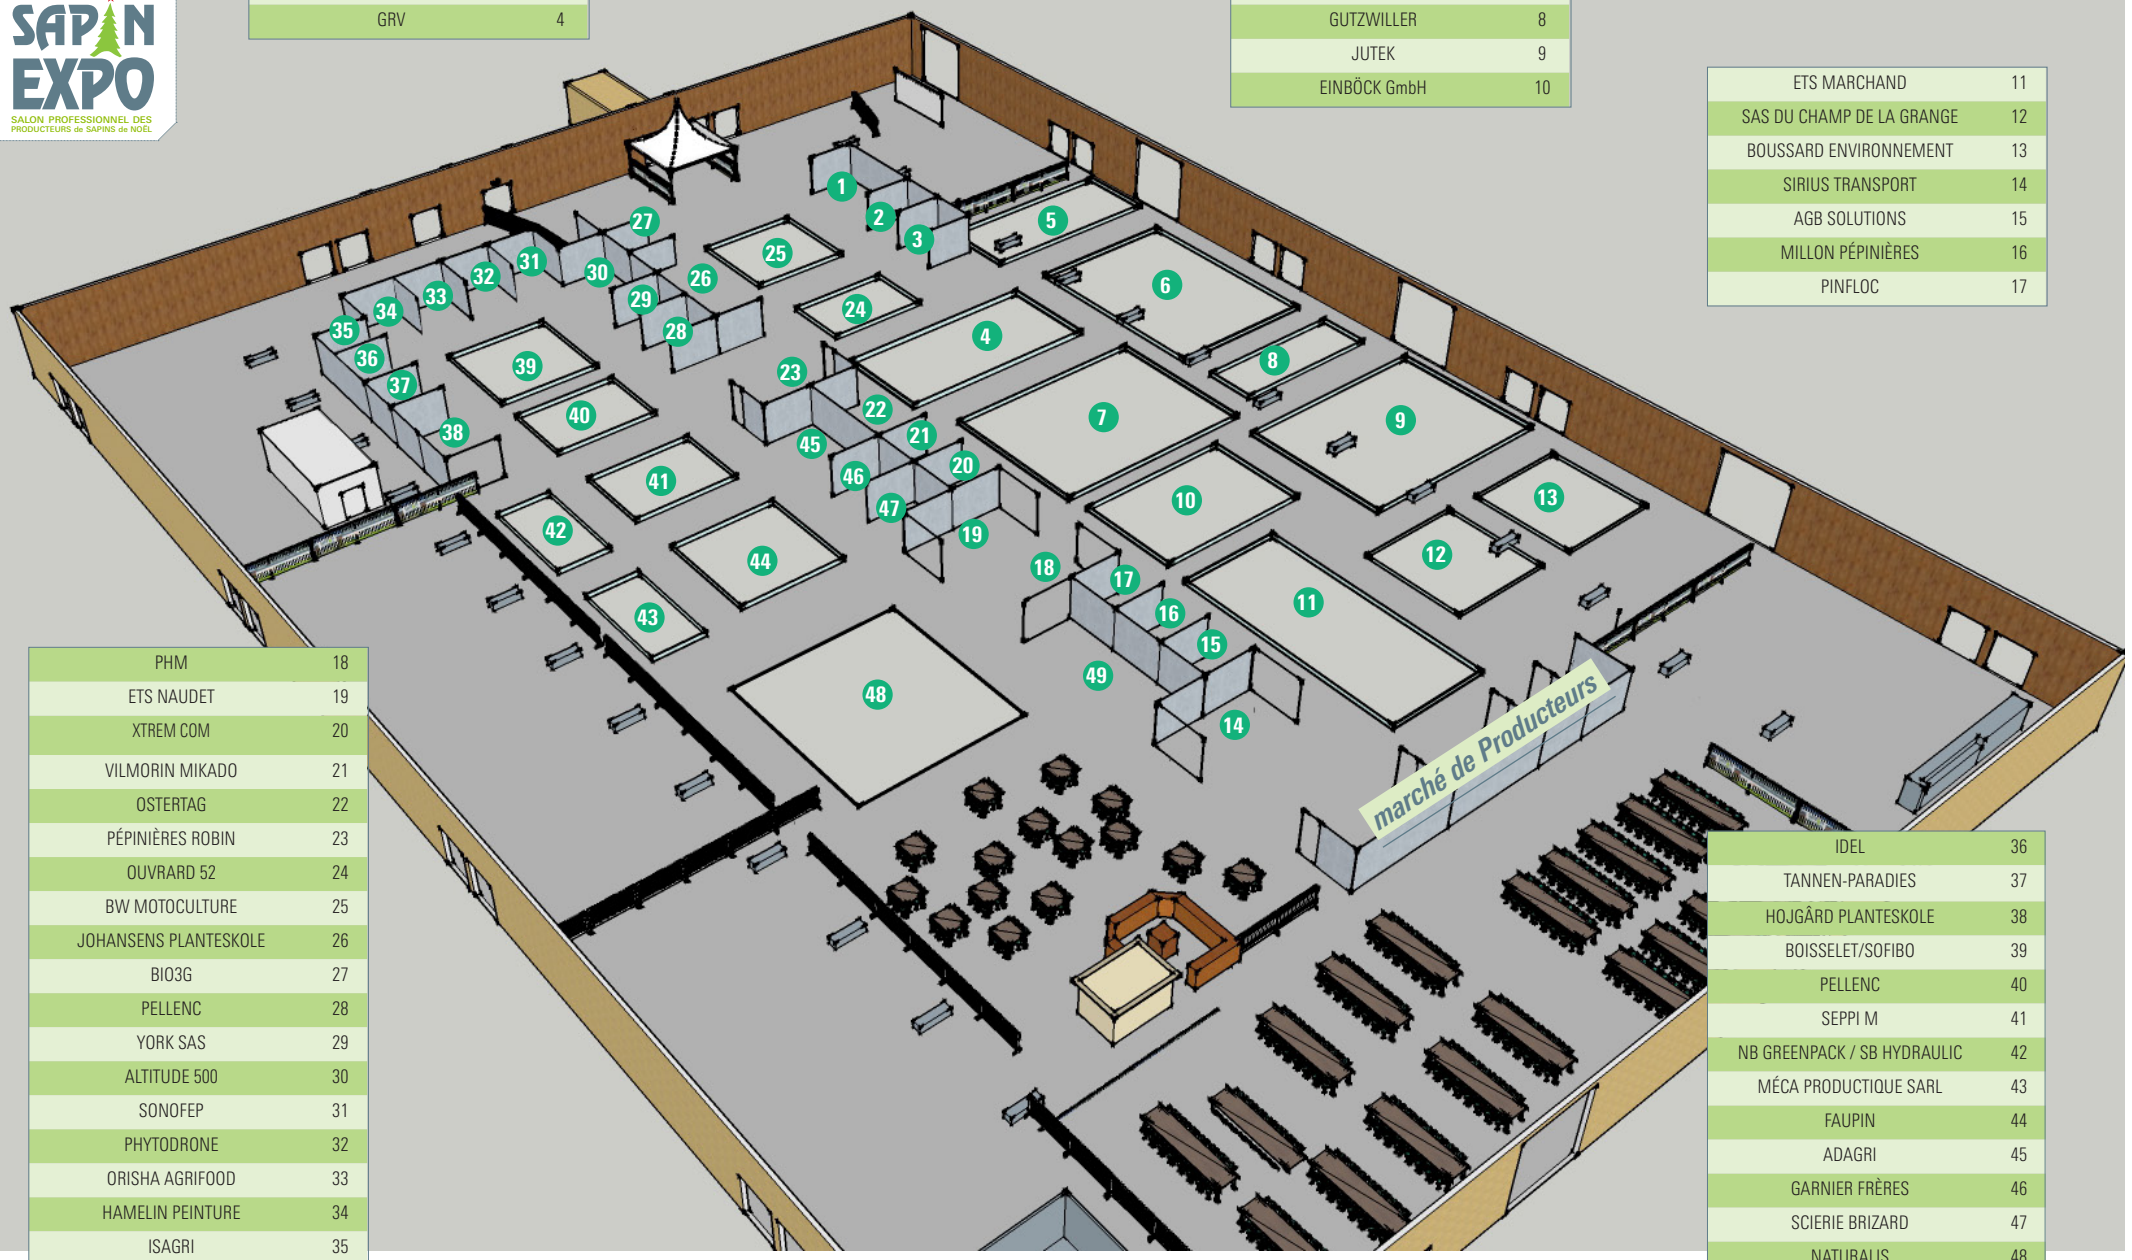 SAPIN
EXPO
SALON PROFESSIONNEL DES
PRODUCTEURS de SAPINS de NOËL
GRV 4
GUTZWILLER 8
JUTEK 9
EINBÖCK GmbH 10
ETS MARCHAND 11
SAS DU CHAMP DE LA GRANGE 12
BOUSSARD ENVIRONNEMENT 13
SIRIUS TRANSPORT 14
AGB SOLUTIONS 15
MILLON PÉPINIÈRES 16
PINFLOC 17
1
2
3
5
27
25
31
30
26
6
32
33
29
24
34
28
4
35
36
39
8
23
37
40
22
7
9
38
45
21
46
20
41
13
10
47
42
19
12
44
18
17
11
43
16
15
49
48
14
marché de Producteurs
PHM 18
ETS NAUDET 19
XTREM COM 20
VILMORIN MIKADO 21
OSTERTAG 22
PÉPINIÈRES ROBIN 23
OUVRARD 52 24
BW MOTOCULTURE 25
JOHANSENS PLANTESKOLE 26
BIO3G 27
PELLENC 28
YORK SAS 29
ALTITUDE 500 30
SONOFEP 31
PHYTODRONE 32
ORISHA AGRIFOOD 33
HAMELIN PEINTURE 34
ISAGRI 35
IDEL 36
TANNEN-PARADIES 37
HOJGÂRD PLANTESKOLE 38
BOISSELET/SOFIBO 39
PELLENC 40
SEPPI M 41
NB GREENPACK / SB HYDRAULIC 42
MÉCA PRODUCTIQUE SARL 43
FAUPIN 44
ADAGRI 45
GARNIER FRÈRES 46
SCIERIE BRIZARD 47
NATURALIS 48